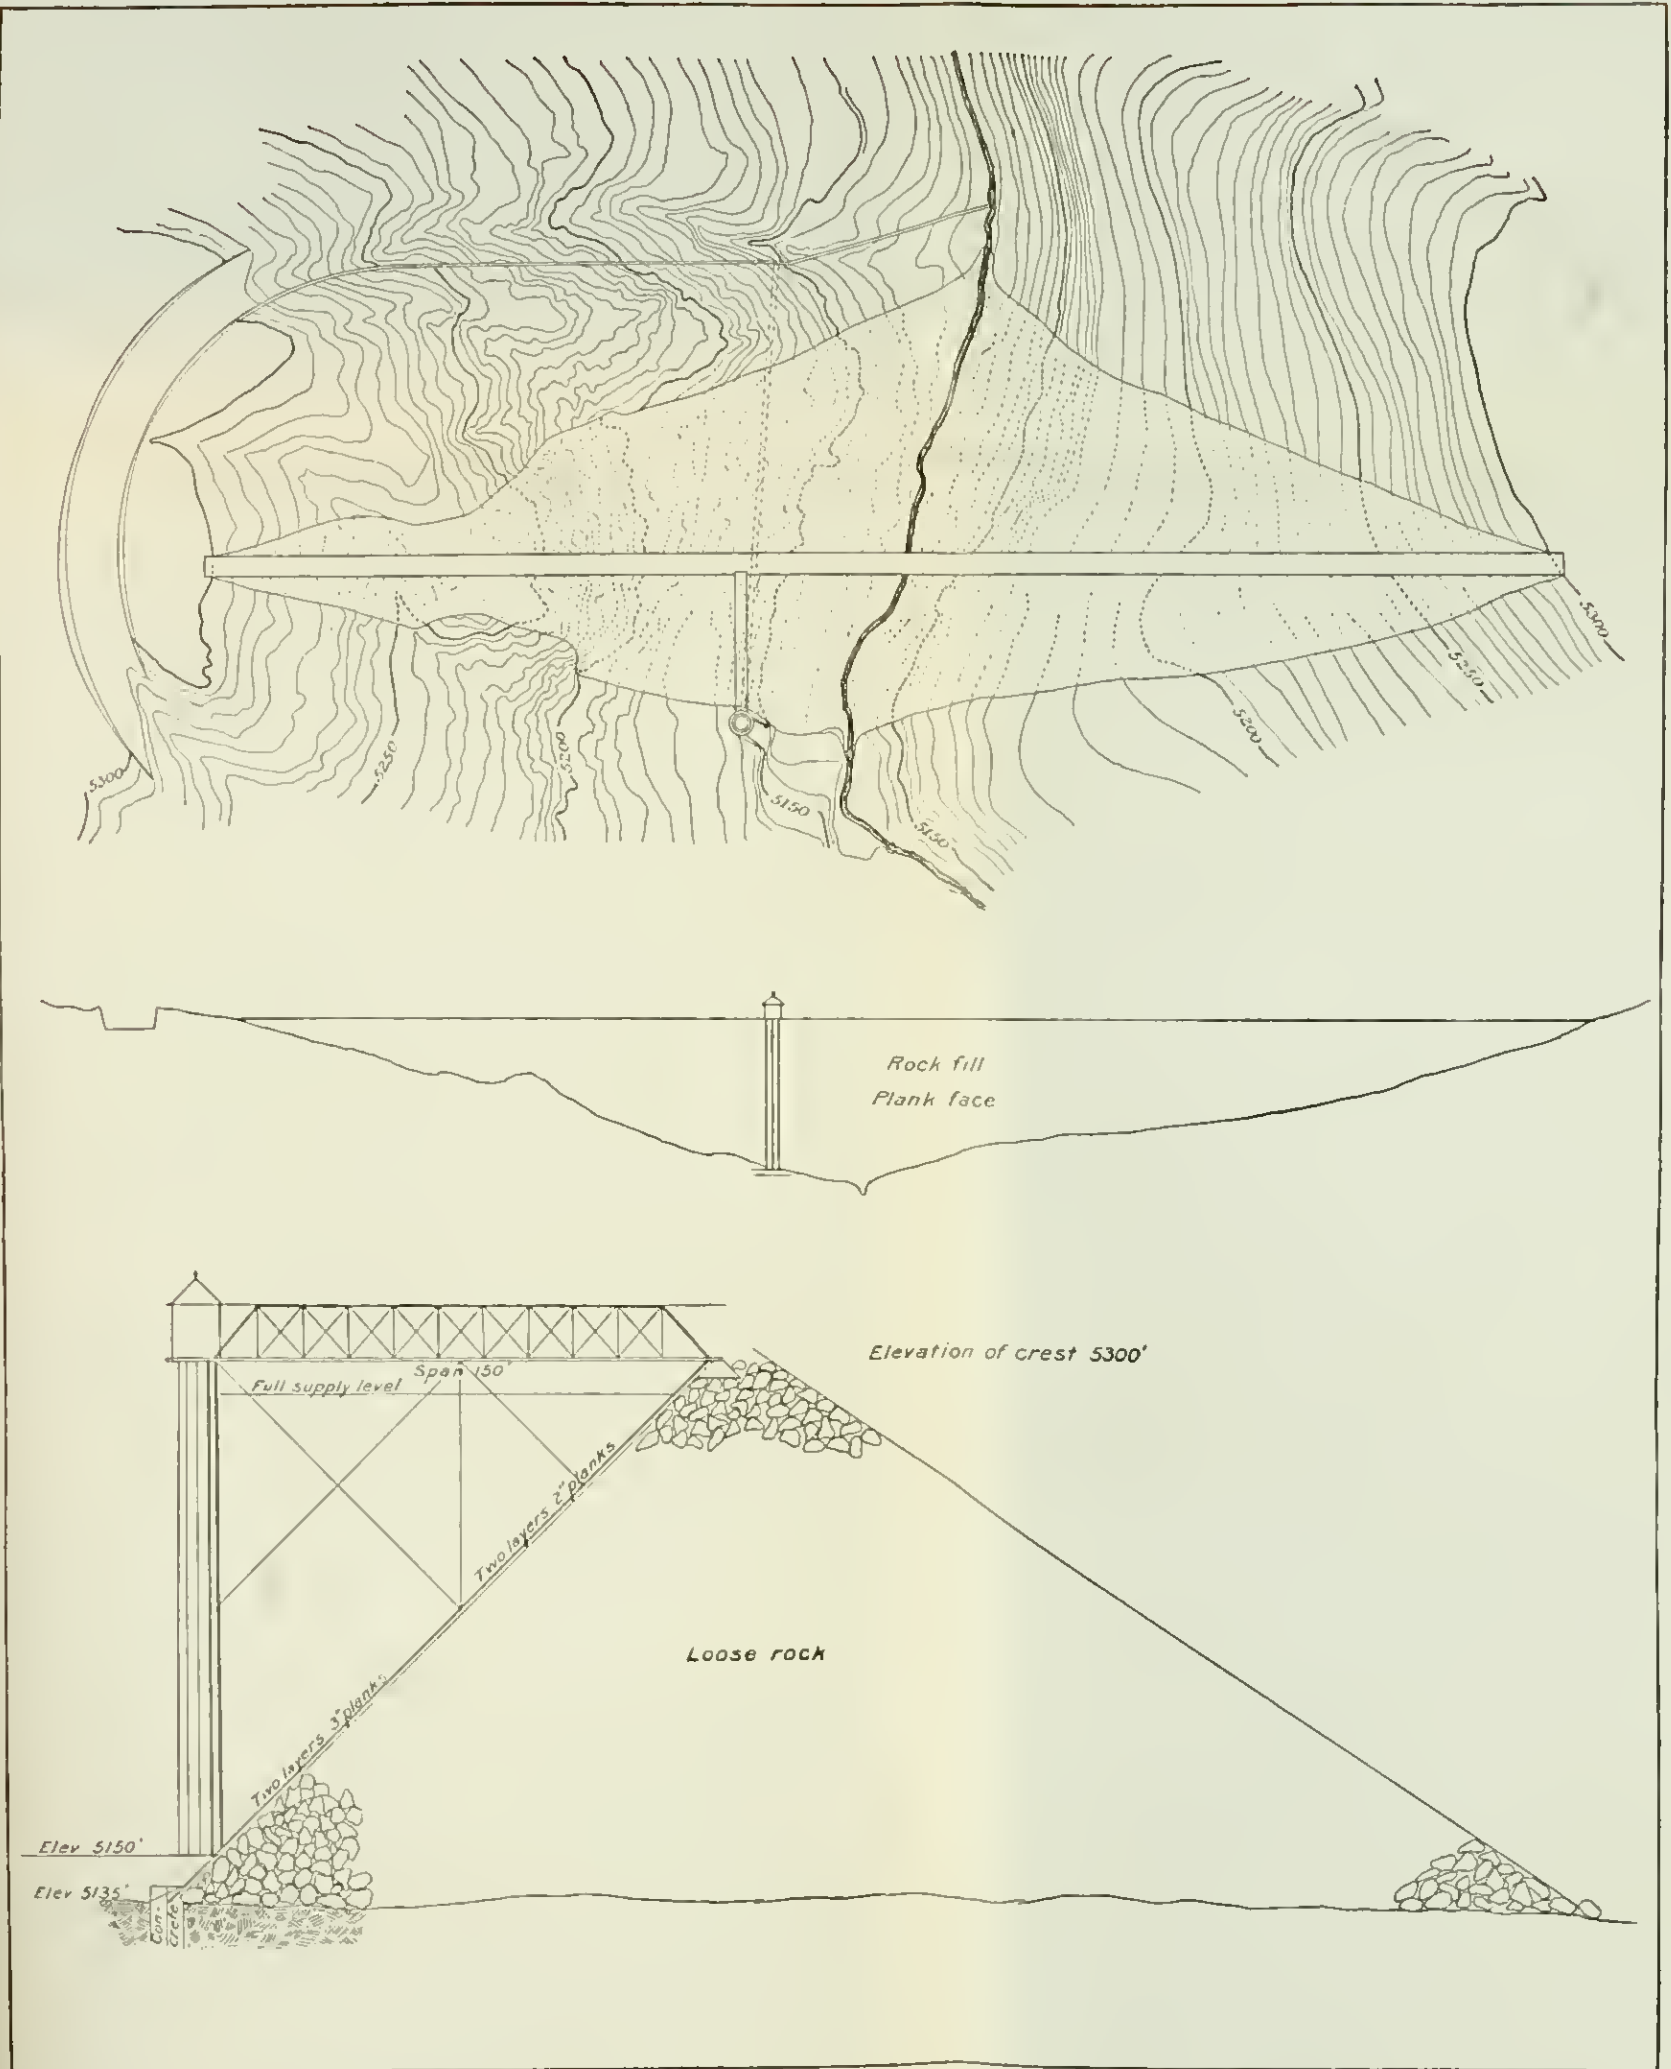 5300
5250
5200
5300
5250
5200
5150
5150
Rock fill
Plank face
Elevation of crest 5300'
Span 150'
Full supply level
Two layers 2" planks
Loose rock
Two layers 3" planks
Elev 5150'
Elev 5135'
Con-
crete